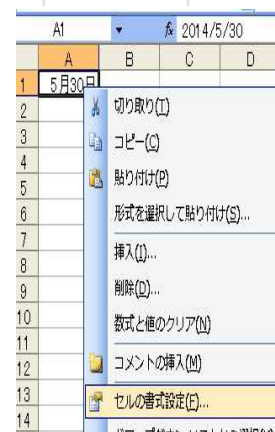 A1 fx 2014/5/30
A B C D
1 5月30日
2
3
4
5
6
7
8
9
10
11
12
13
14
切り取り(T)
コピー(C)
貼り付け(P)
形式を選択して貼り付け(S)...
挿入(I)...
削除(D)...
数式と値のクリア(N)
コメントの挿入(M)
セルの書式設定(F)...